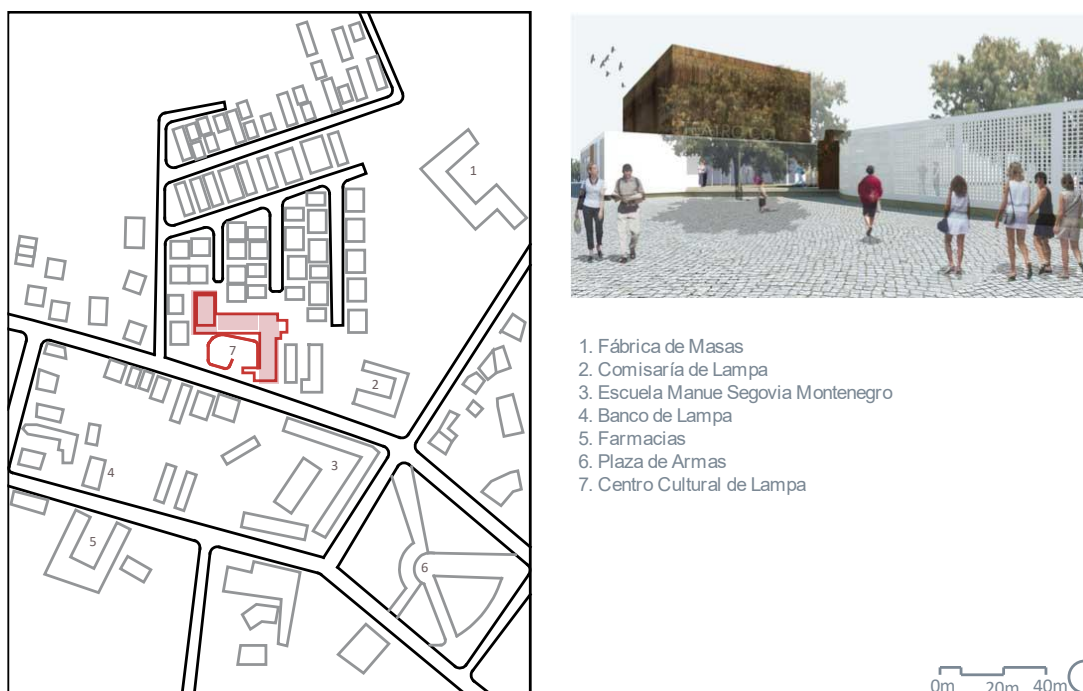 1
7
2
3
4
5
6
TEATRO
1. Fábrica de Masas
2. Comisaría de Lampa
3. Escuela Manue Segovia Montenegro
4. Banco de Lampa
5. Farmacias
6. Plaza de Armas
7. Centro Cultural de Lampa
0m 20m 40m